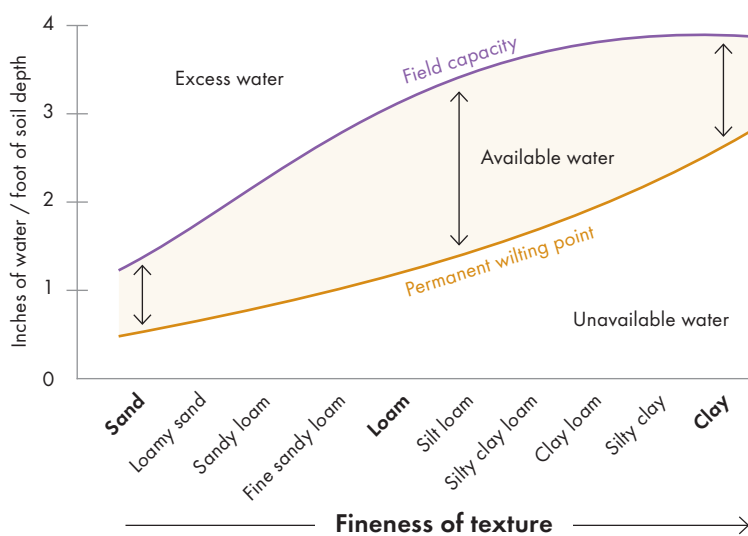 Inches of water / foot of soil depth
4
3
2
1
0
Excess water
Field capacity
Available water
Permanent wilting point
Unavailable water
Sand
Loamy sand
Sandy loam
Fine sandy loam
Loam
Silt loam
Silty clay loam
Clay loam
Silty clay
Clay
Fineness of texture